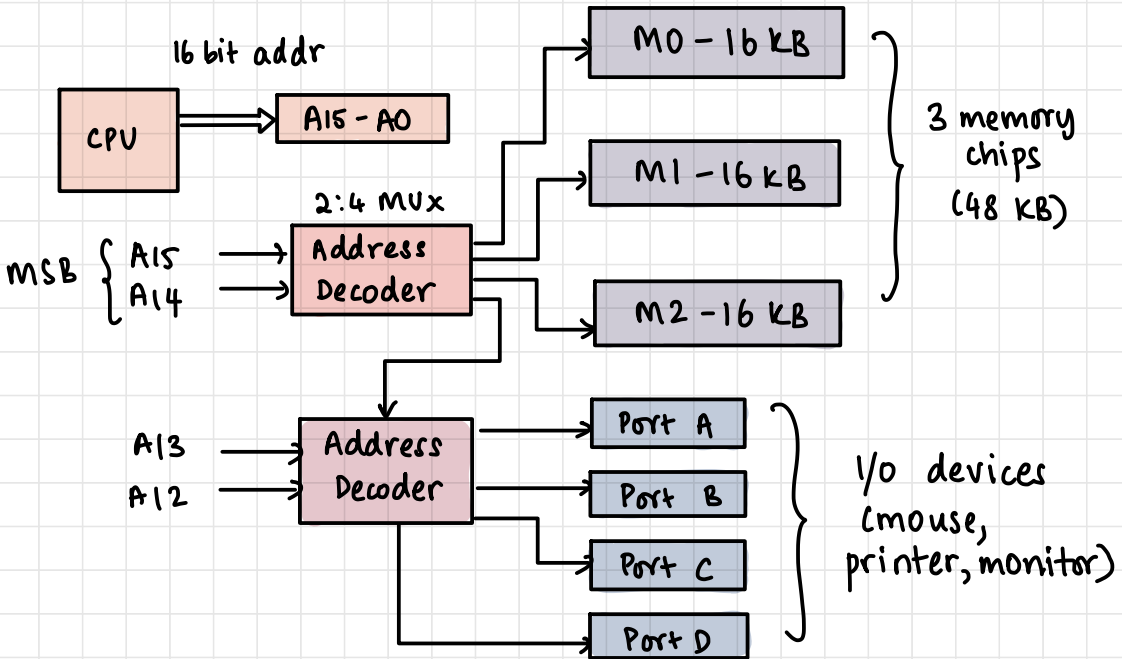 16 bit addr
CPU
A15 - A0
M0 - 16 KB
M1 - 16 KB
M2 - 16 KB
3 memory
chips
(48 KB)
2:4 MUX
MSB
A15
A14
Address
Decoder
A13
A12
Address
Decoder
Port A
Port B
Port C
Port D
I/O devices
(mouse,
printer, monitor)